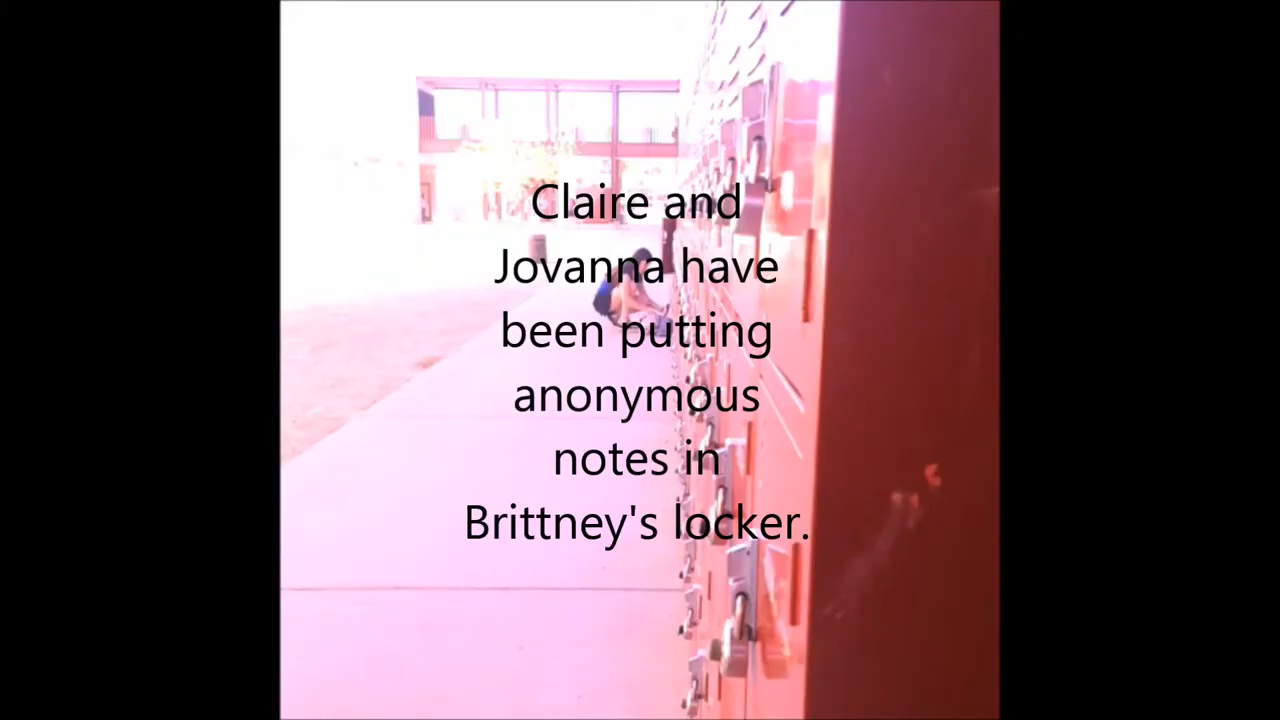 Claire and
Jovanna have
been putting
anonymous
notes in
Brittney's locker.